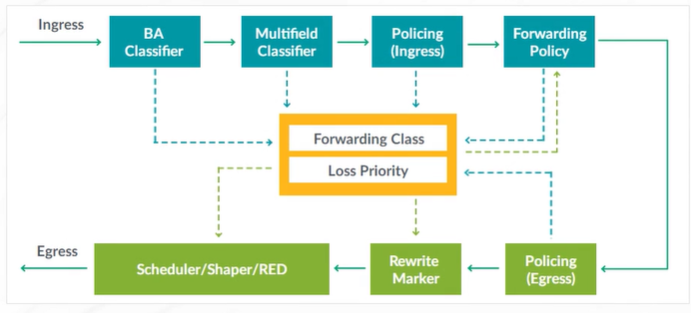 Ingress
BA
Classifier
Multifield
Classifier
Policing
(Ingress)
Forwarding
Policy
Forwarding Class
Loss Priority
Egress
Scheduler/Shaper/RED
Rewrite
Marker
Policing
(Egress)